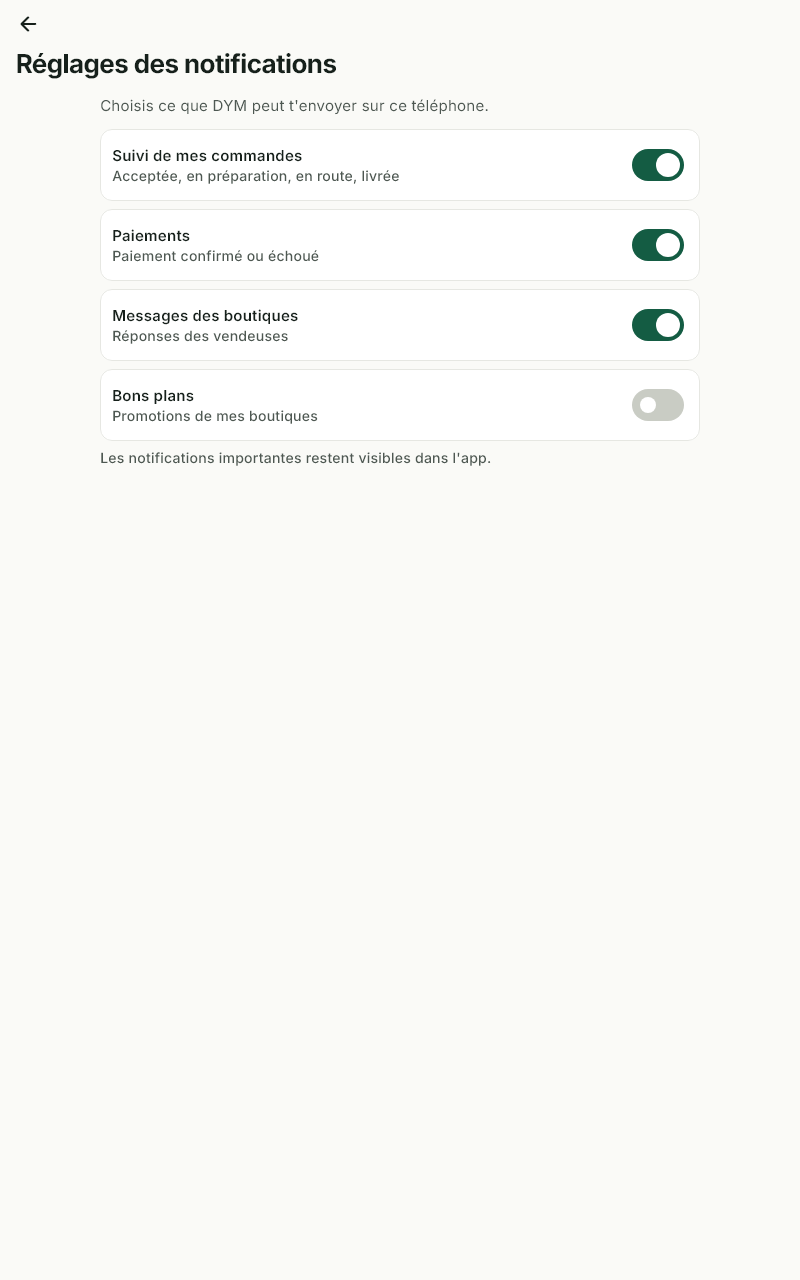 Réglages des notifications
Choisis ce que DYM peut t'envoyer sur ce téléphone.
Suivi de mes commandes
Acceptée, en préparation, en route, livrée
Paiements
Paiement confirmé ou échoué
Messages des boutiques
Réponses des vendeuses
Bons plans
Promotions de mes boutiques
Les notifications importantes restent visibles dans l'app.